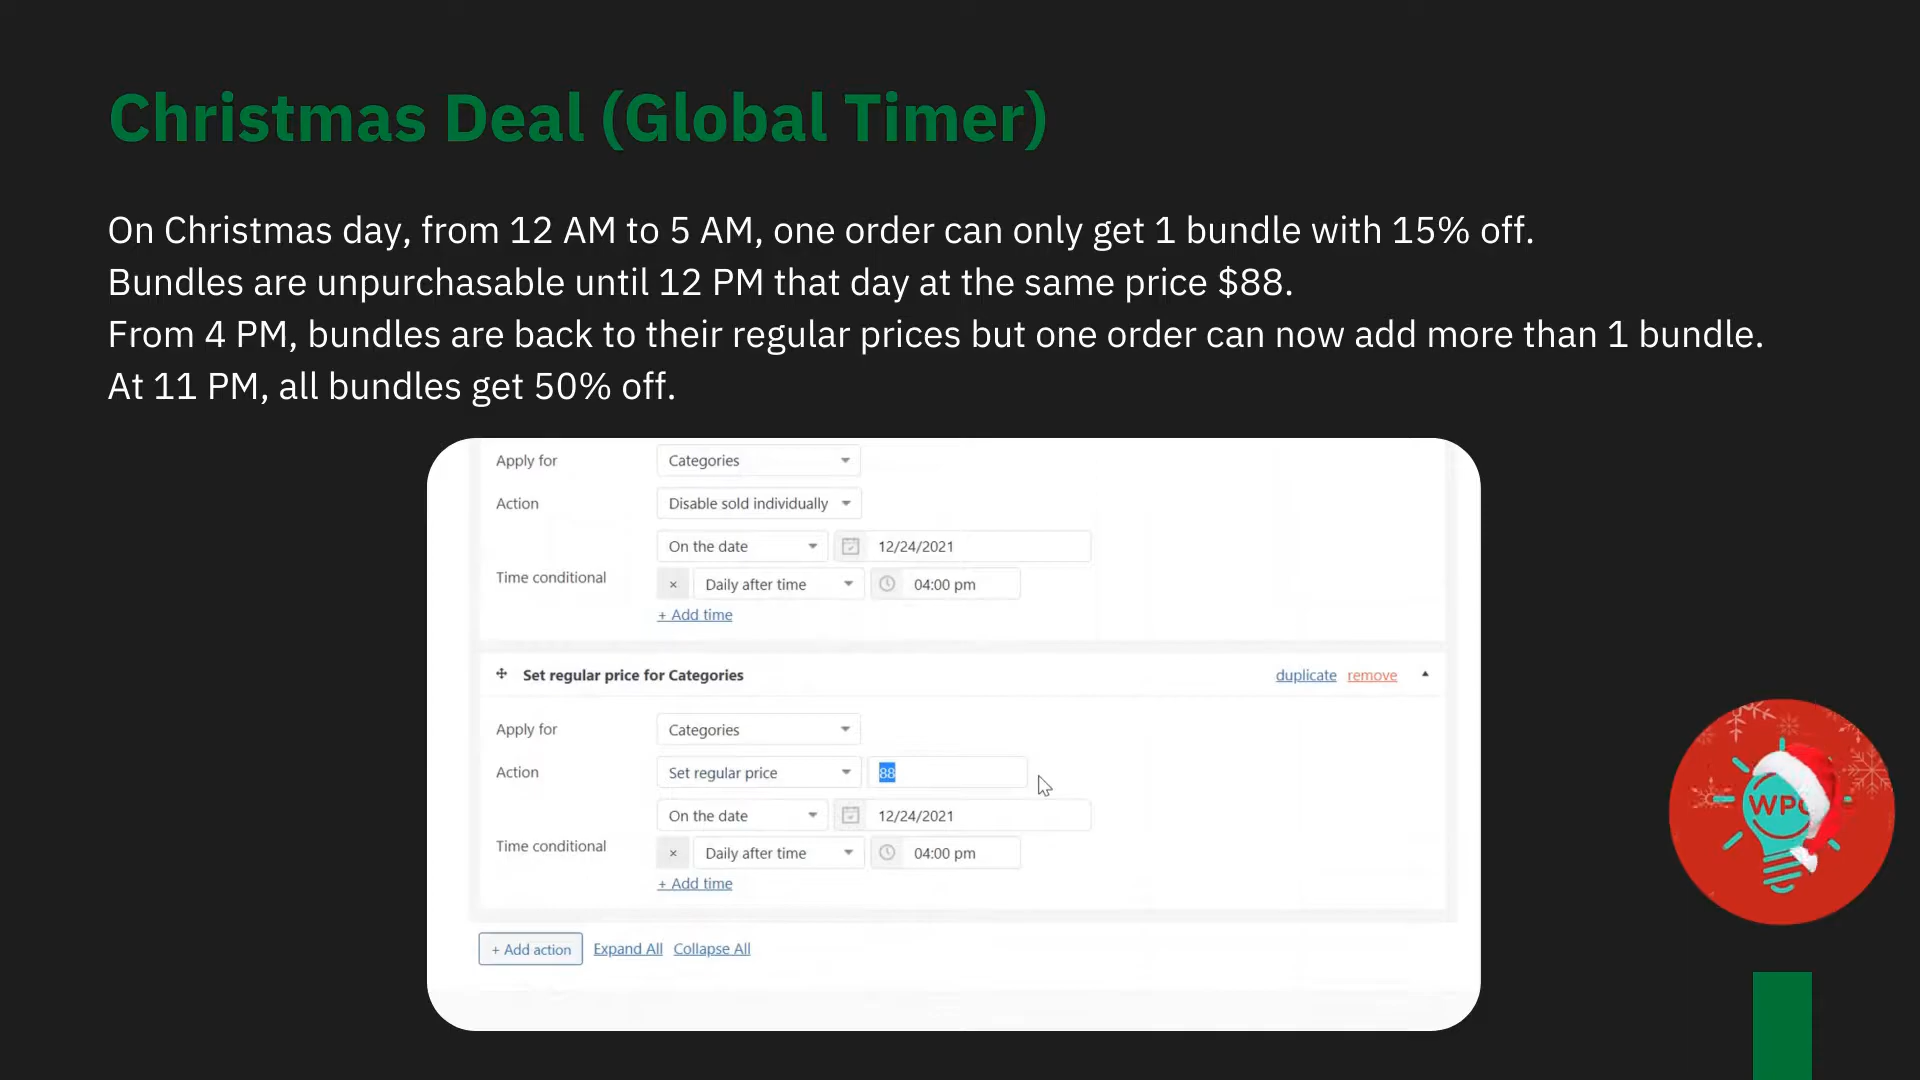 Christmas Deal (Global Timer)
On Christmas day, from 12 AM to 5 AM, one order can only get 1 bundle with 15% off.
Bundles are unpurchasable until 12 PM that day at the same price $88.
From 4 PM, bundles are back to their regular prices but one order can now add more than 1 bundle.
At 11 PM, all bundles get 50% off.
Apply for Categories
Action Disable sold individually
On the date 12/24/2021
Time conditional × Daily after time 04:00 pm
+ Add time
Set regular price for Categories duplicate remove
Apply for Categories
Action Set regular price 88
On the date 12/24/2021
Time conditional × Daily after time 04:00 pm
+ Add time
+ Add action Expand All Collapse All
WPC